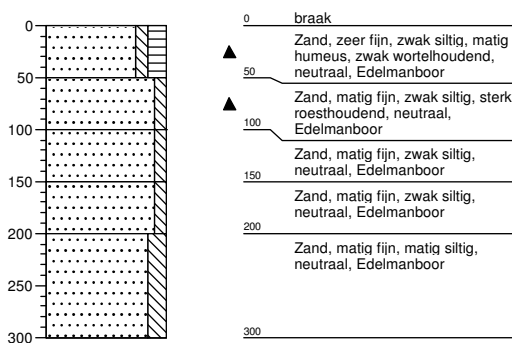 0
50
100
150
200
250
300
0 braak
Zand, zeer fijn, zwak siltig, matig
humeus, zwak wortelhoudend,
neutraal, Edelmanboor
50
Zand, matig fijn, zwak siltig, sterk
roesthoudend, neutraal,
Edelmanboor
100
Zand, matig fijn, zwak siltig,
neutraal, Edelmanboor
150
Zand, matig fijn, zwak siltig,
neutraal, Edelmanboor
200
Zand, matig fijn, matig siltig,
neutraal, Edelmanboor
300